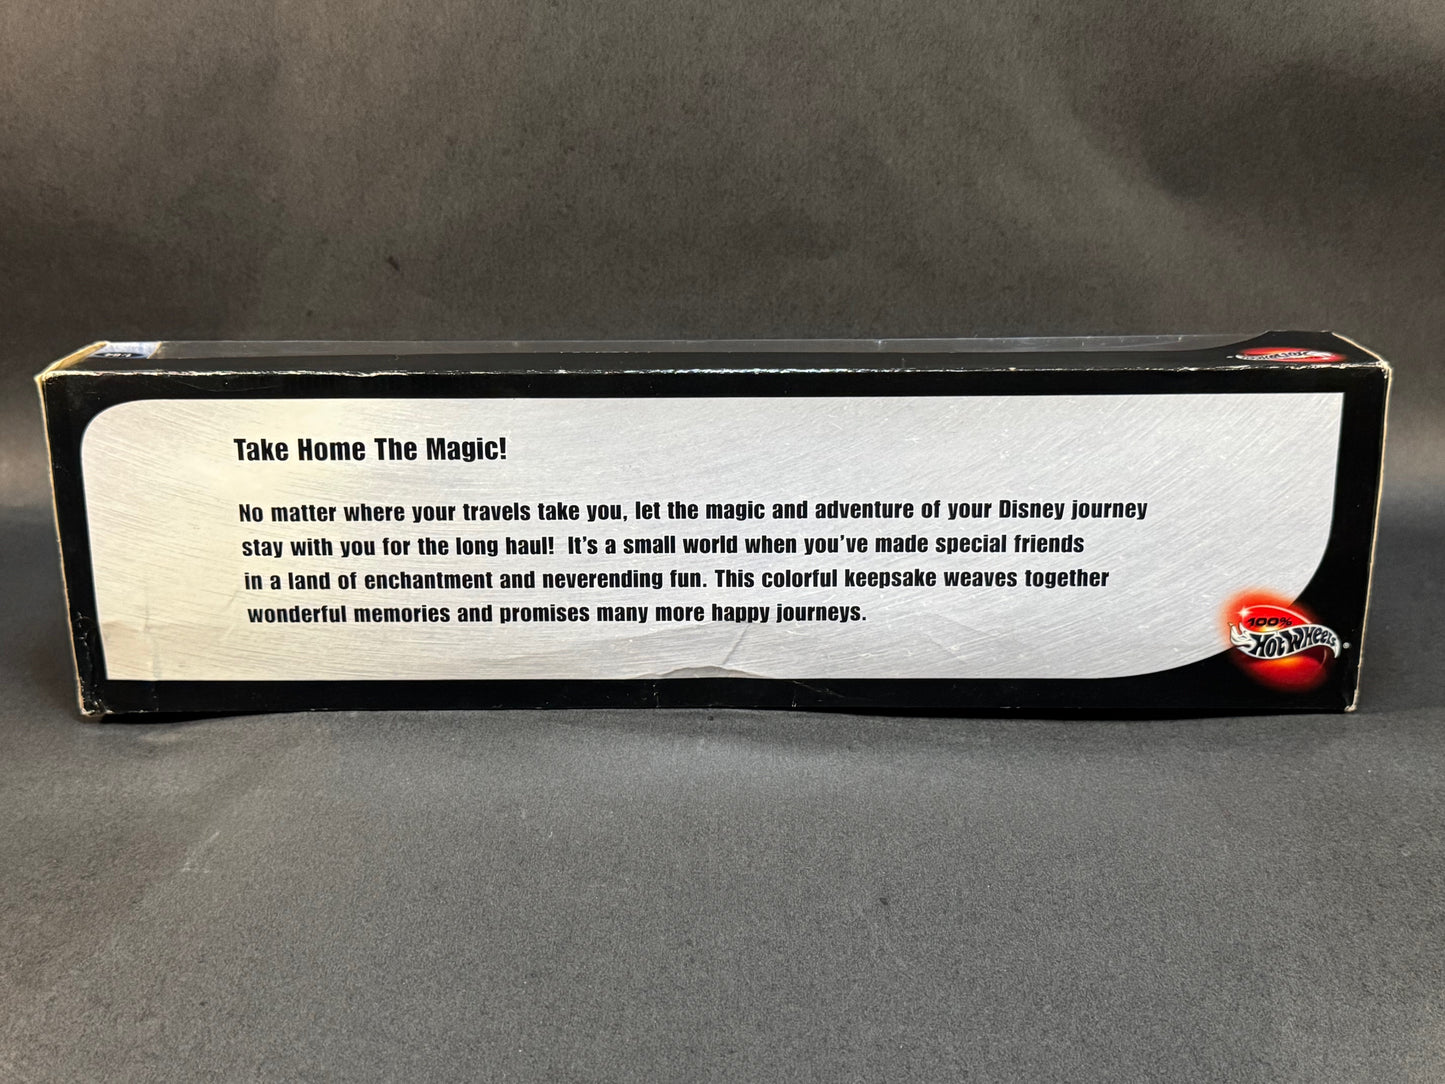 Take Home The Magic!
No matter where your travels take you, let the magic and adventure of your Disney journey
stay with you for the long haul! It's a small world when you've made special friends
in a land of enchantment and neverending fun. This colorful keepsake weaves together
wonderful memories and promises many more happy journeys.
100%
Hot Wheels®